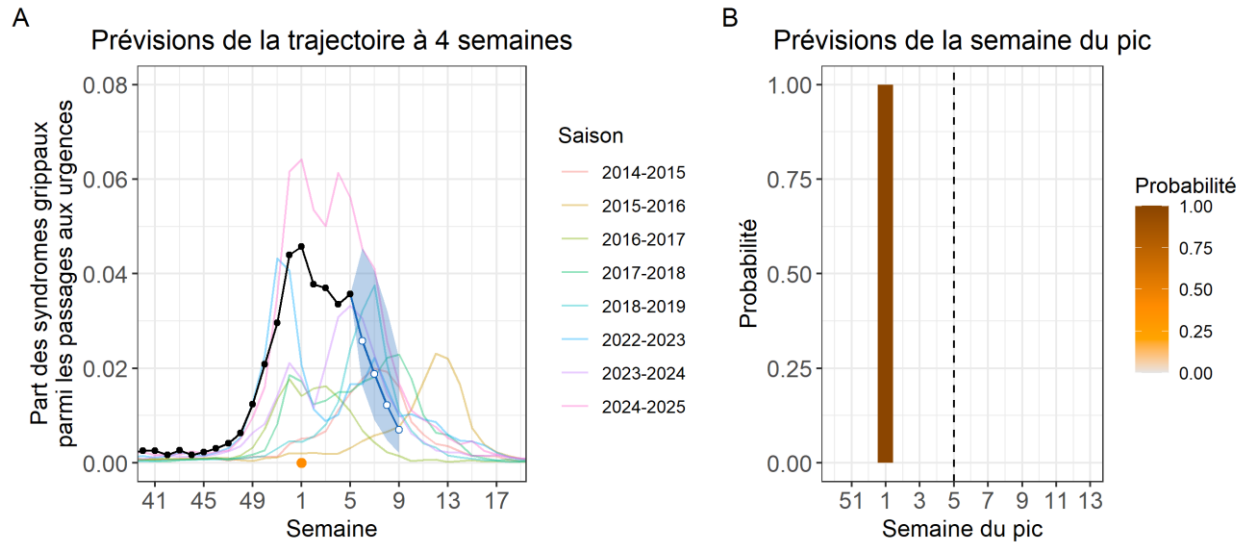 A
Prévisions de la trajectoire à 4 semaines
Part des syndromes grippaux
parmi les passages aux urgences
0.08
0.06
0.04
0.02
0.00
41 45 49 1 5 9 13 17
Semaine
Saison
2014-2015
2015-2016
2016-2017
2017-2018
2018-2019
2022-2023
2023-2024
2024-2025
B
Prévisions de la semaine du pic
Probabilité
1.00
0.75
0.50
0.25
0.00
51 1 3 5 7 9 11 13
Semaine du pic
Probabilité
1.00
0.75
0.50
0.25
0.00